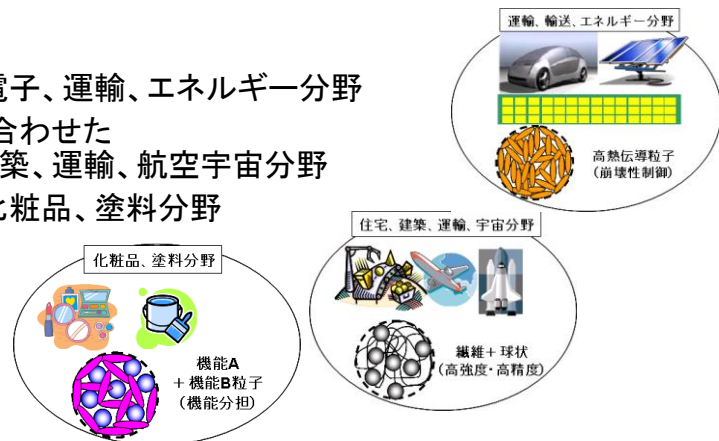 電子、運輸、エネルギー分野
合わせた
築、運輸、航空宇宙分野
化粧品、塗料分野
運輸、輸送、エネルギー分野
高熱伝導粒子
（崩壊性制御）
住宅、建築、運輸、宇宙分野
繊維＋球状
（高強度・高精度）
化粧品、塗料分野
機能A
＋機能B粒子
（機能分担）